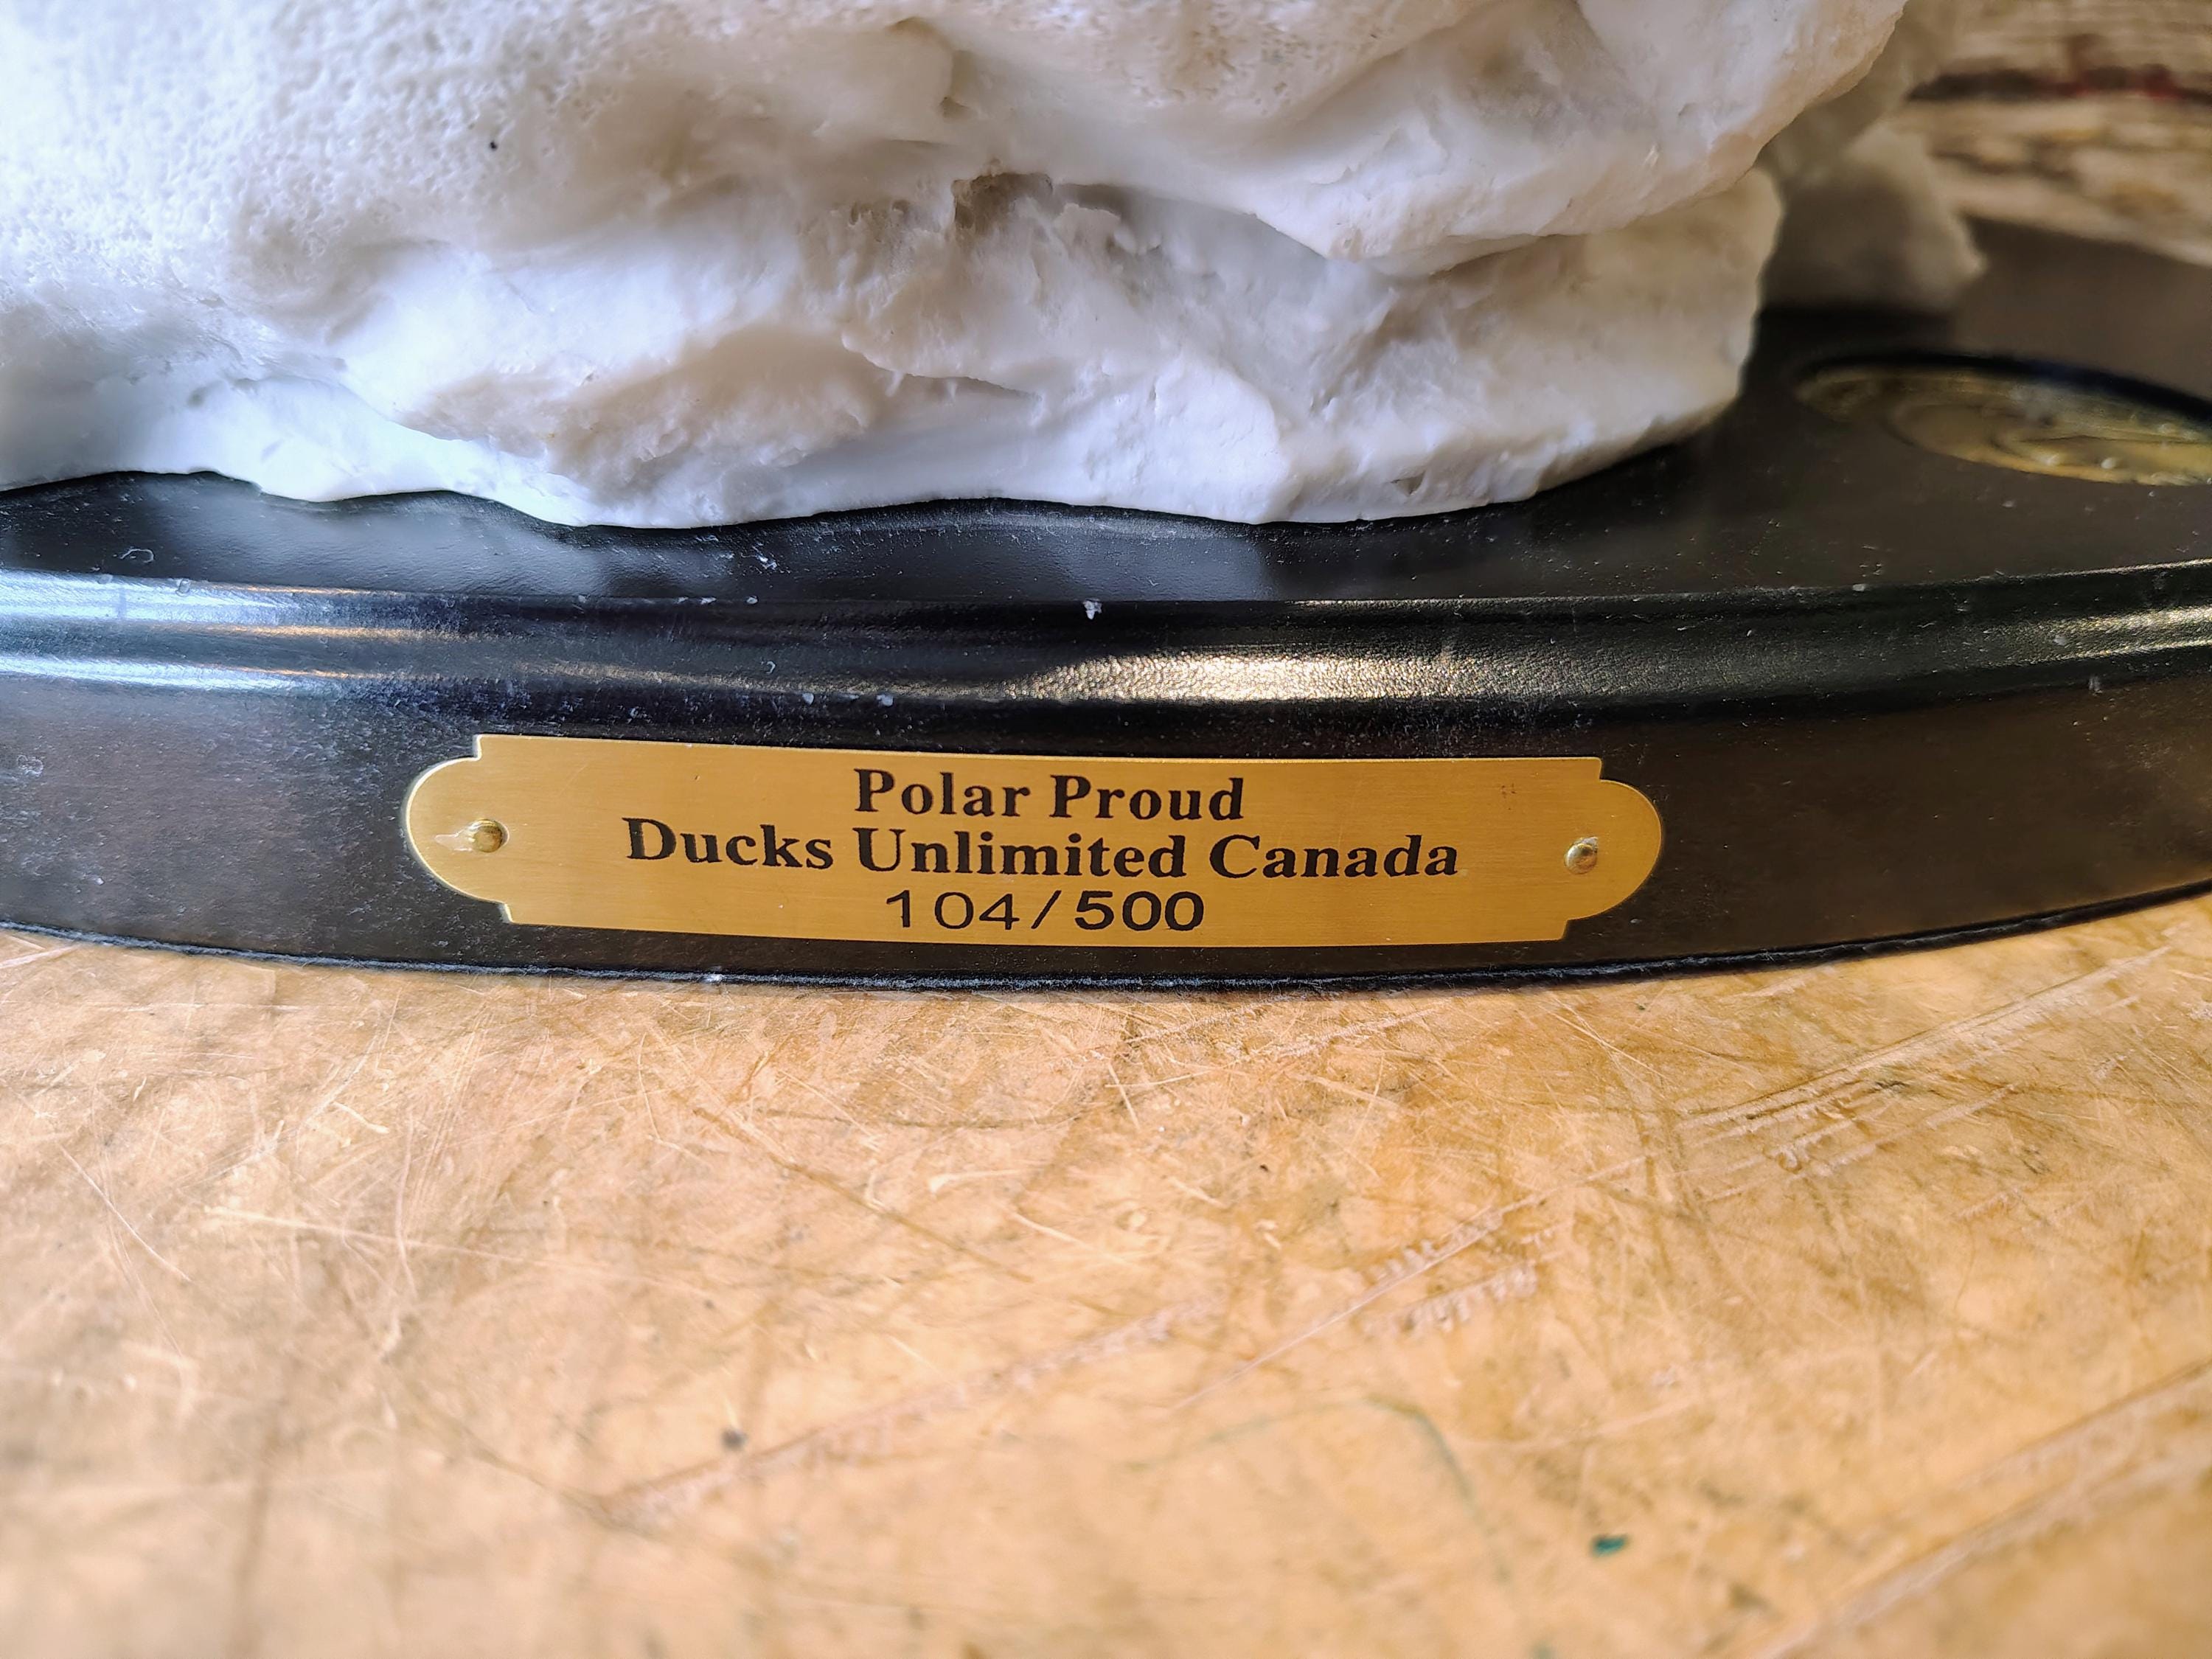 Polar Proud
Ducks Unlimited Canada
104/500